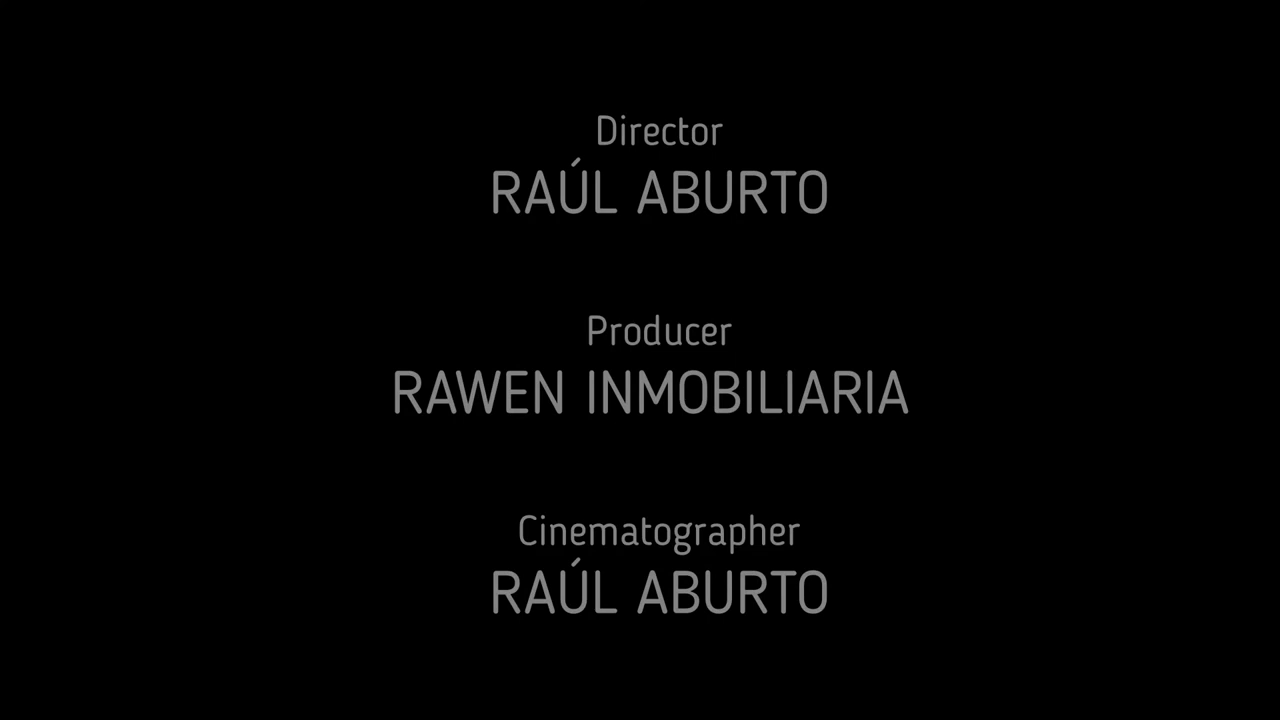 Director
RAÚL ABURTO
Producer
RAWEN INMOBILIARIA
Cinematographer
RAÚL ABURTO